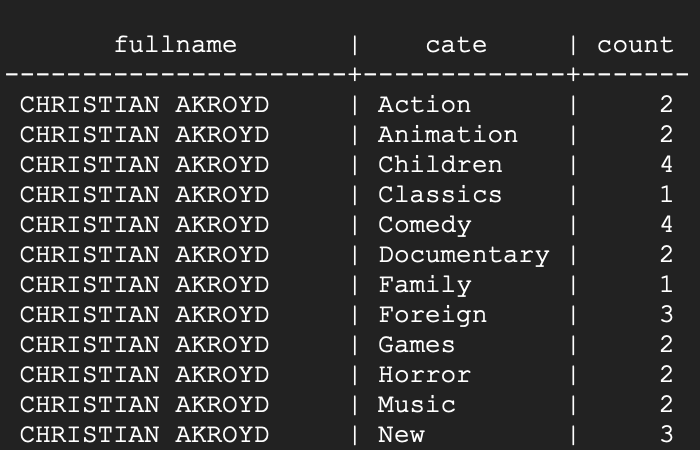 fullname | cate | count
----------------------+-------------+-------
CHRISTIAN AKROYD | Action | 2
CHRISTIAN AKROYD | Animation | 2
CHRISTIAN AKROYD | Children | 4
CHRISTIAN AKROYD | Classics | 1
CHRISTIAN AKROYD | Comedy | 4
CHRISTIAN AKROYD | Documentary | 2
CHRISTIAN AKROYD | Family | 1
CHRISTIAN AKROYD | Foreign | 3
CHRISTIAN AKROYD | Games | 2
CHRISTIAN AKROYD | Horror | 2
CHRISTIAN AKROYD | Music | 2
CHRISTIAN AKROYD | New | 3